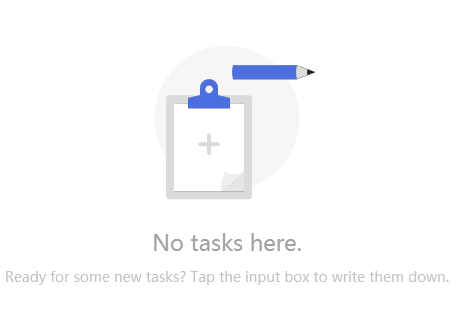 No tasks here.
Ready for some new tasks? Tap the input box to write them down.